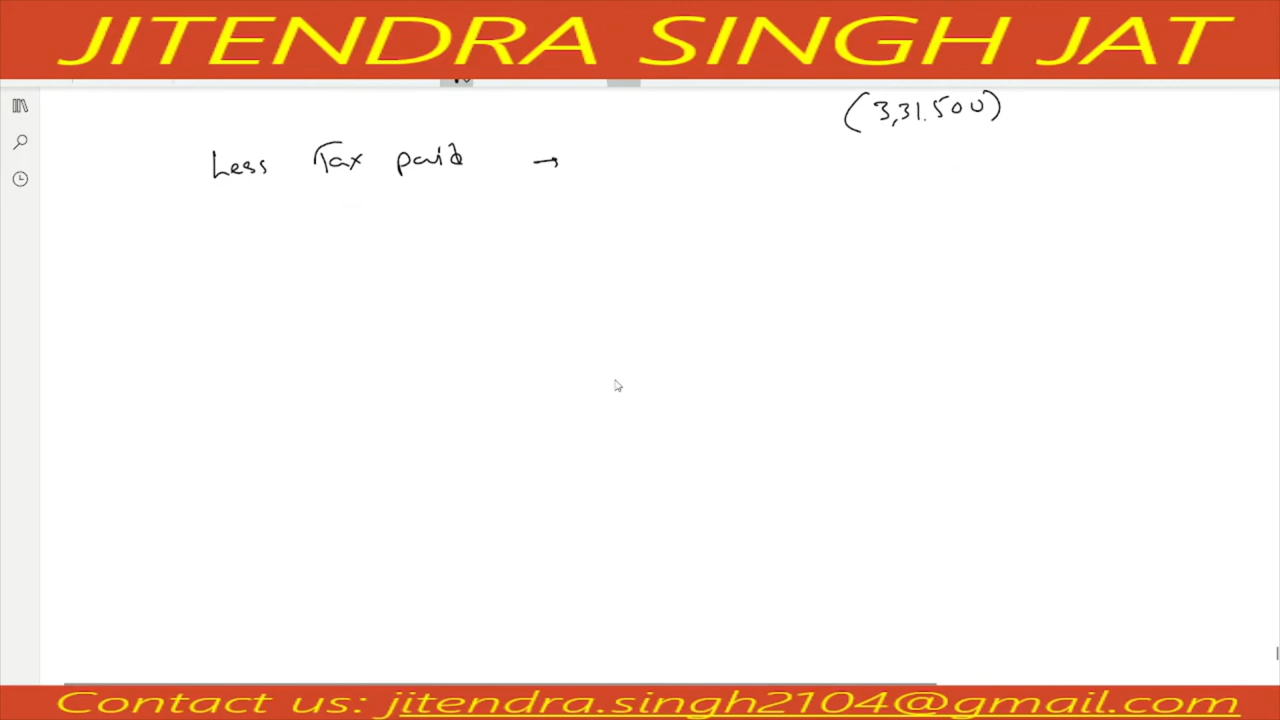 JITENDRA SINGH JAT
(3,31.500)
Less Tax paid →
Contact us: jitendra.singh2104@gmail.com